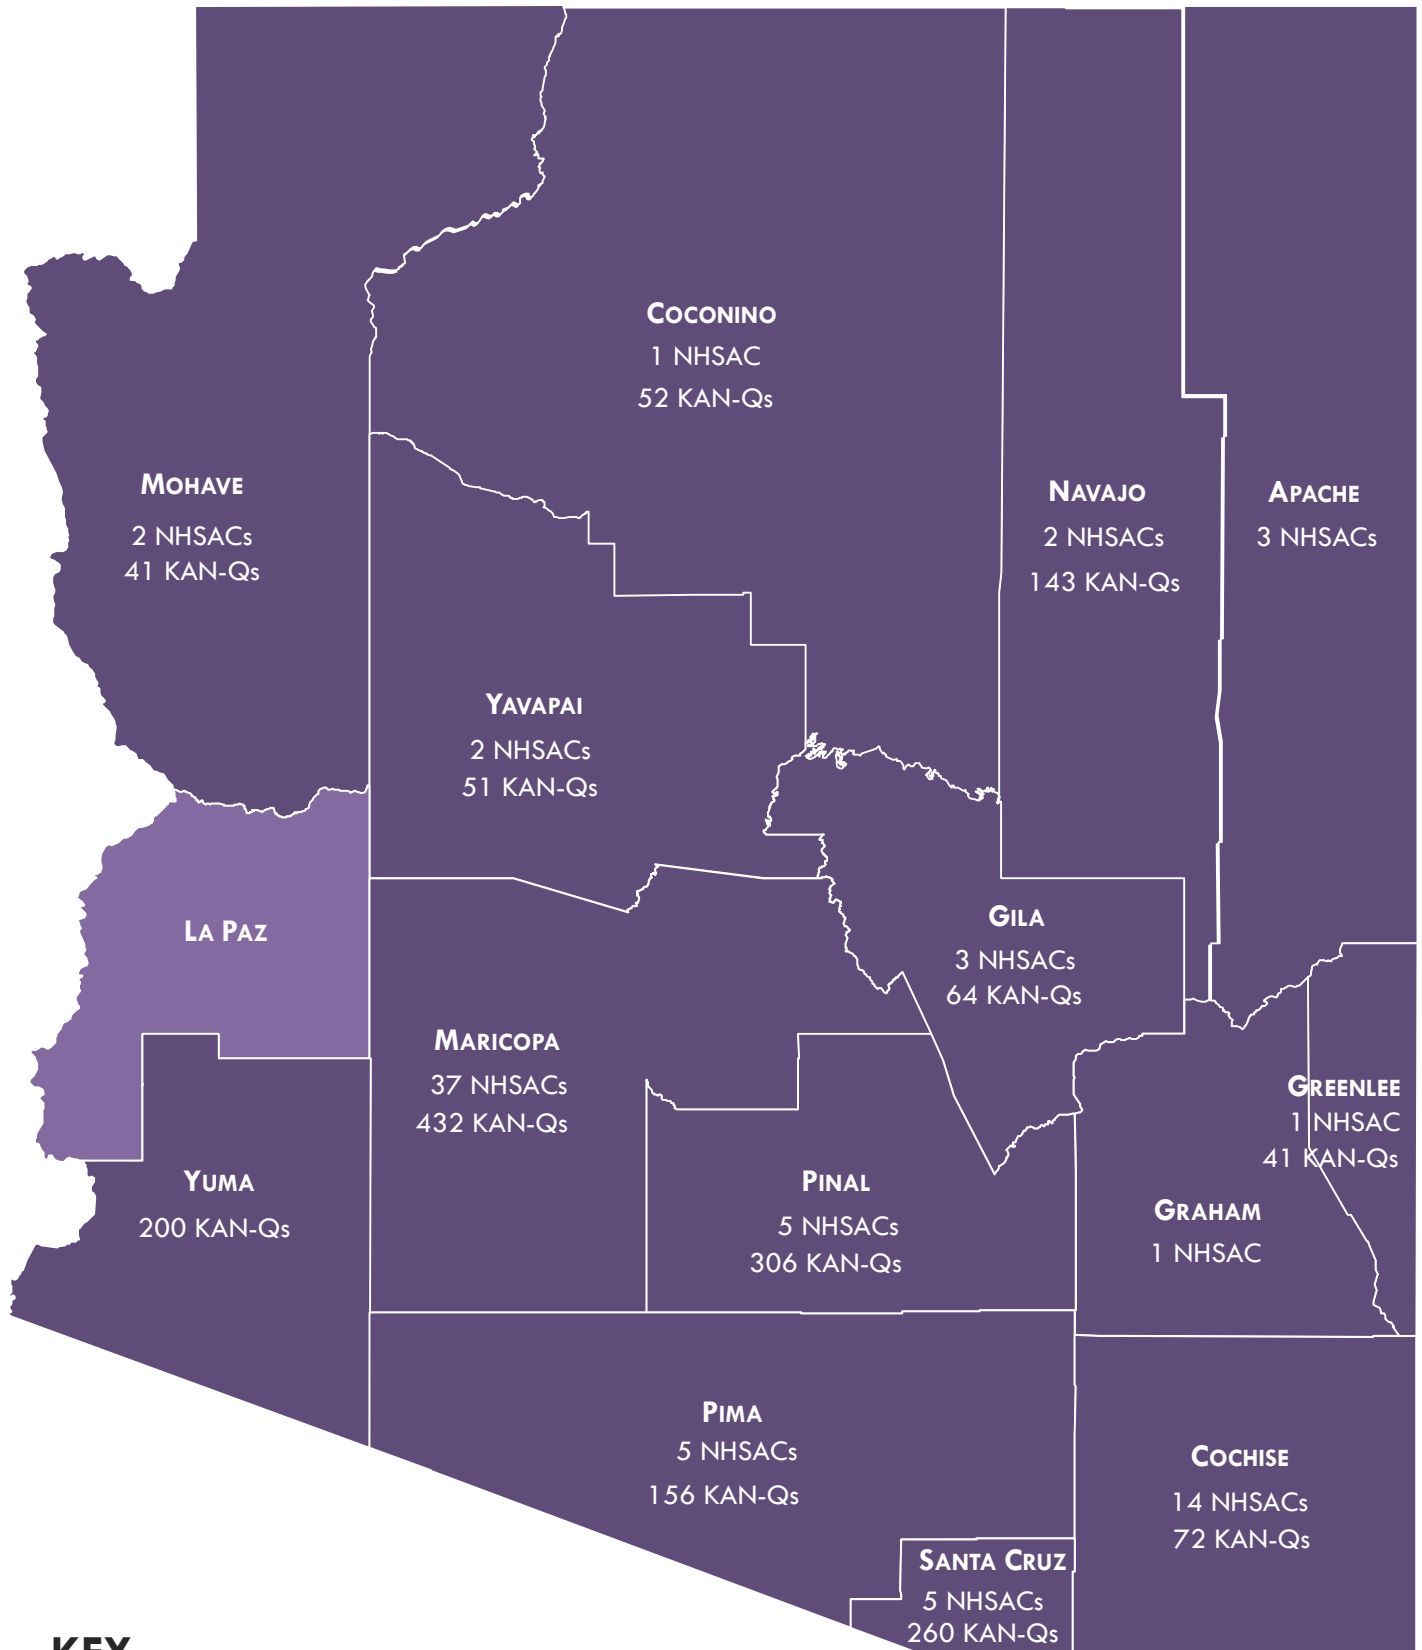 COCONINO
1 NHSAC
52 KAN-Qs
MOHAVE
2 NHSACs
41 KAN-Qs
NAVAJO
2 NHSACs
143 KAN-Qs
APACHE
3 NHSACs
YAVAPAI
2 NHSACs
51 KAN-Qs
LA PAZ
GILA
3 NHSACs
64 KAN-Qs
MARICOPA
37 NHSACs
432 KAN-Qs
GREENLEE
1 NHSAC
41 KAN-Qs
YUMA
200 KAN-Qs
PINAL
5 NHSACs
306 KAN-Qs
GRAHAM
1 NHSAC
PIMA
5 NHSACs
156 KAN-Qs
COCHISE
14 NHSACs
72 KAN-Qs
SANTA CRUZ
5 NHSACs
260 KAN-Qs
KEY